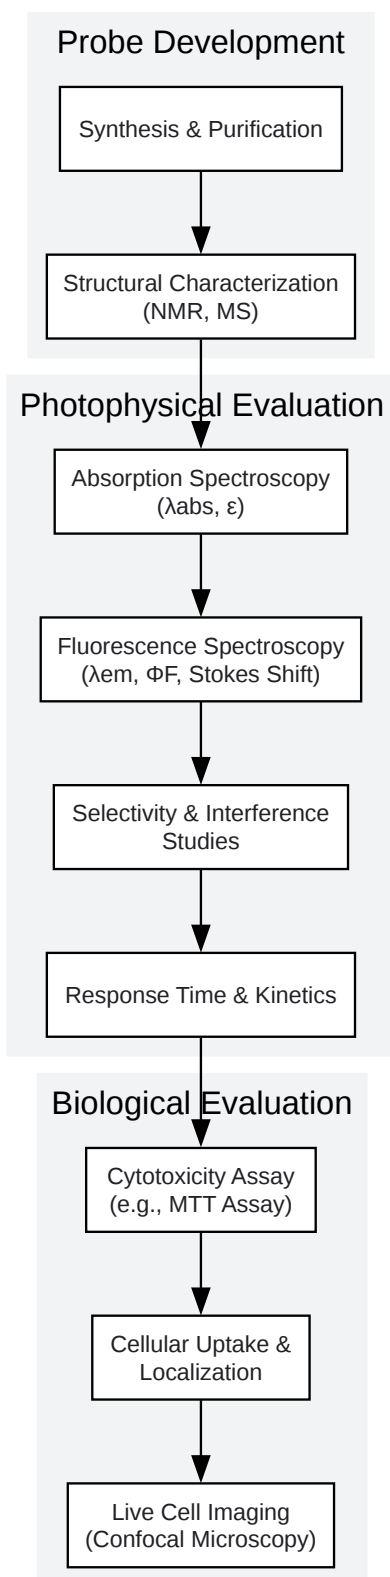 Probe Development
Synthesis & Purification
Structural Characterization
(NMR, MS)
Photophysical Evaluation
Absorption Spectroscopy
(λabs, ε)
Fluorescence Spectroscopy
(λem, ΦF, Stokes Shift)
Selectivity & Interference
Studies
Response Time & Kinetics
Biological Evaluation
Cytotoxicity Assay
(e.g., MTT Assay)
Cellular Uptake &
Localization
Live Cell Imaging
(Confocal Microscopy)